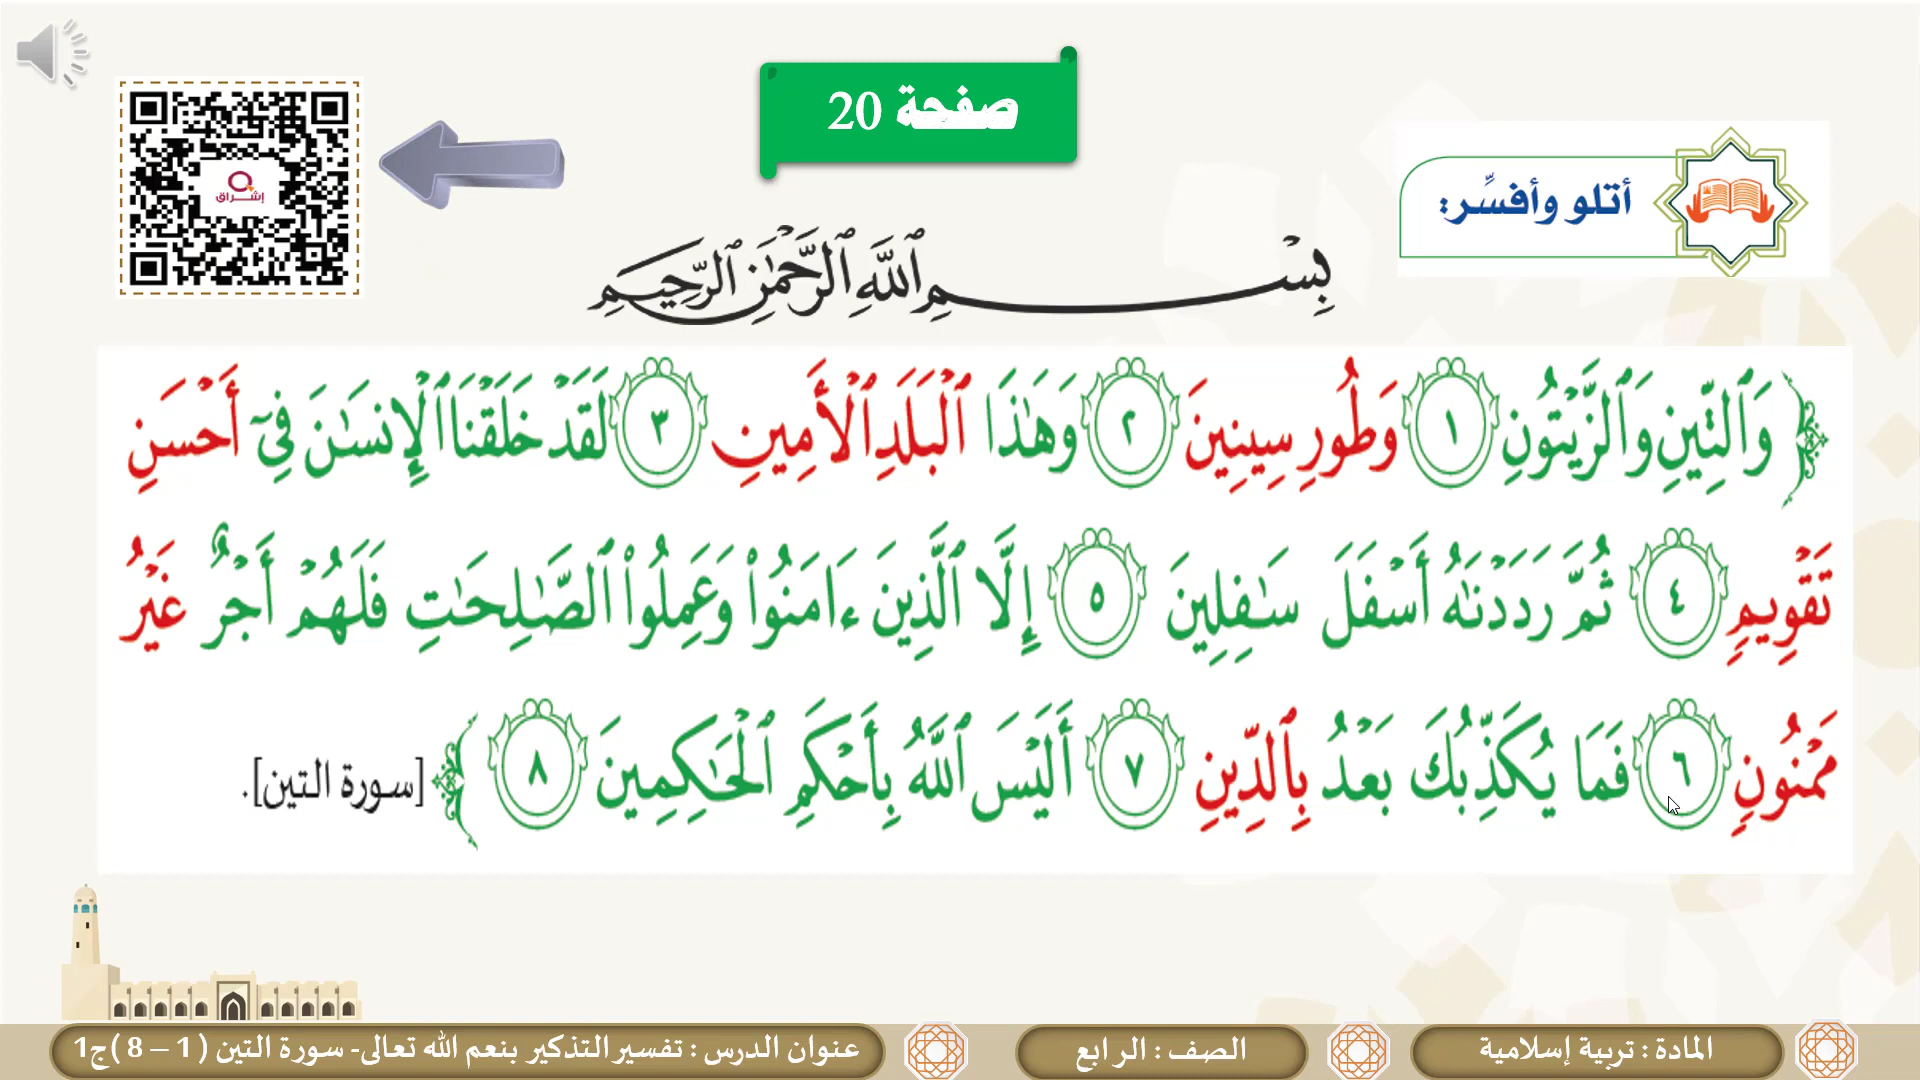 صفحة 20
إشراق
أتلو وأفسِّر:
بِسْمِ ٱللَّهِ ٱلرَّحْمَٰنِ ٱلرَّحِيمِ
﴿وَٱلتِّينِ وَٱلزَّيْتُونِ ١ وَطُورِ سِينِينَ ٢ وَهَٰذَا ٱلْبَلَدِ ٱلْأَمِينِ ٣ لَقَدْ خَلَقْنَا ٱلْإِنسَٰنَ فِىٓ أَحْسَنِ
تَقْوِيمٍ ٤ ثُمَّ رَدَدْنَٰهُ أَسْفَلَ سَٰفِلِينَ ٥ إِلَّا ٱلَّذِينَ ءَامَنُوا۟ وَعَمِلُوا۟ ٱلصَّٰلِحَٰتِ فَلَهُمْ أَجْرٌ غَيْرُ
مَمْنُونٍ ٦ فَمَا يُكَذِّبُكَ بَعْدُ بِٱلدِّينِ ٧ أَلَيْسَ ٱللَّهُ بِأَحْكَمِ ٱلْحَٰكِمِينَ ٨﴾ [سورة التين].
المادة : تربية إسلامية
الصف : الرابع
عنوان الدرس : تفسير التذكير بنعم الله تعالى- سورة التين ( 1 – 8 )ج1